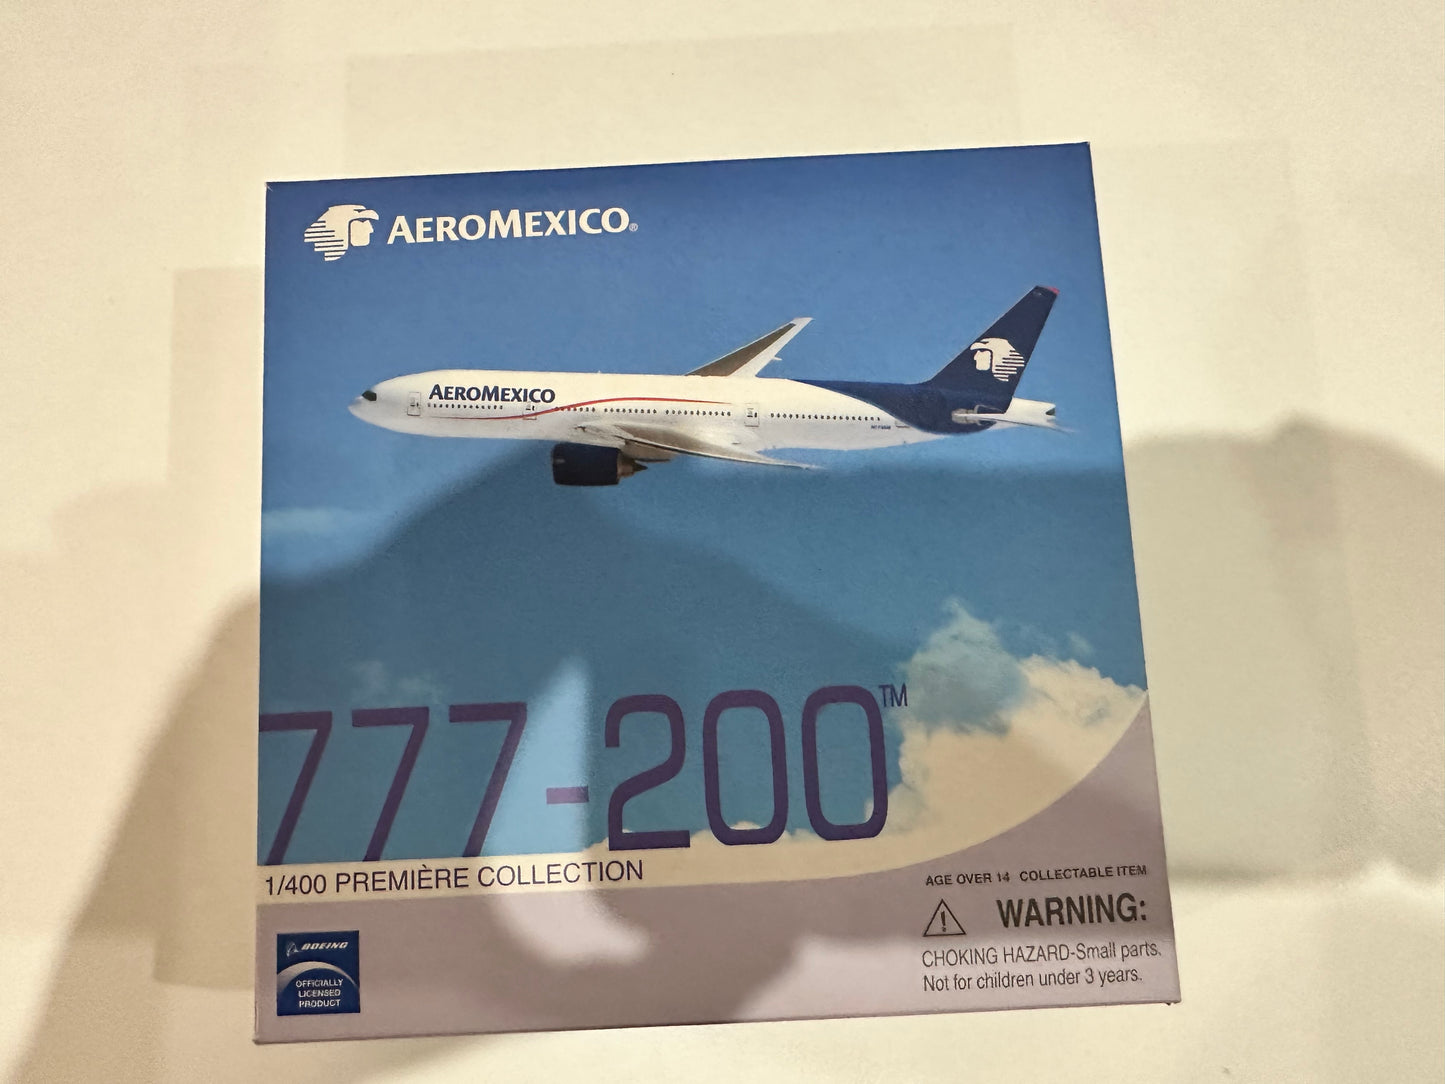 AEROMEXICO®
AEROMEXICO
777-200™
1/400 PREMIÈRE COLLECTION
AGE OVER 14 COLLECTABLE ITEM
WARNING:
CHOKING HAZARD-Small parts.
Not for children under 3 years.
BOEING
OFFICIALLY
LICENSED
PRODUCT